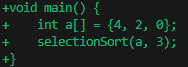 +void main() {
+    int a[] = {4, 2, 0};
+    selectionSort(a, 3);
+}